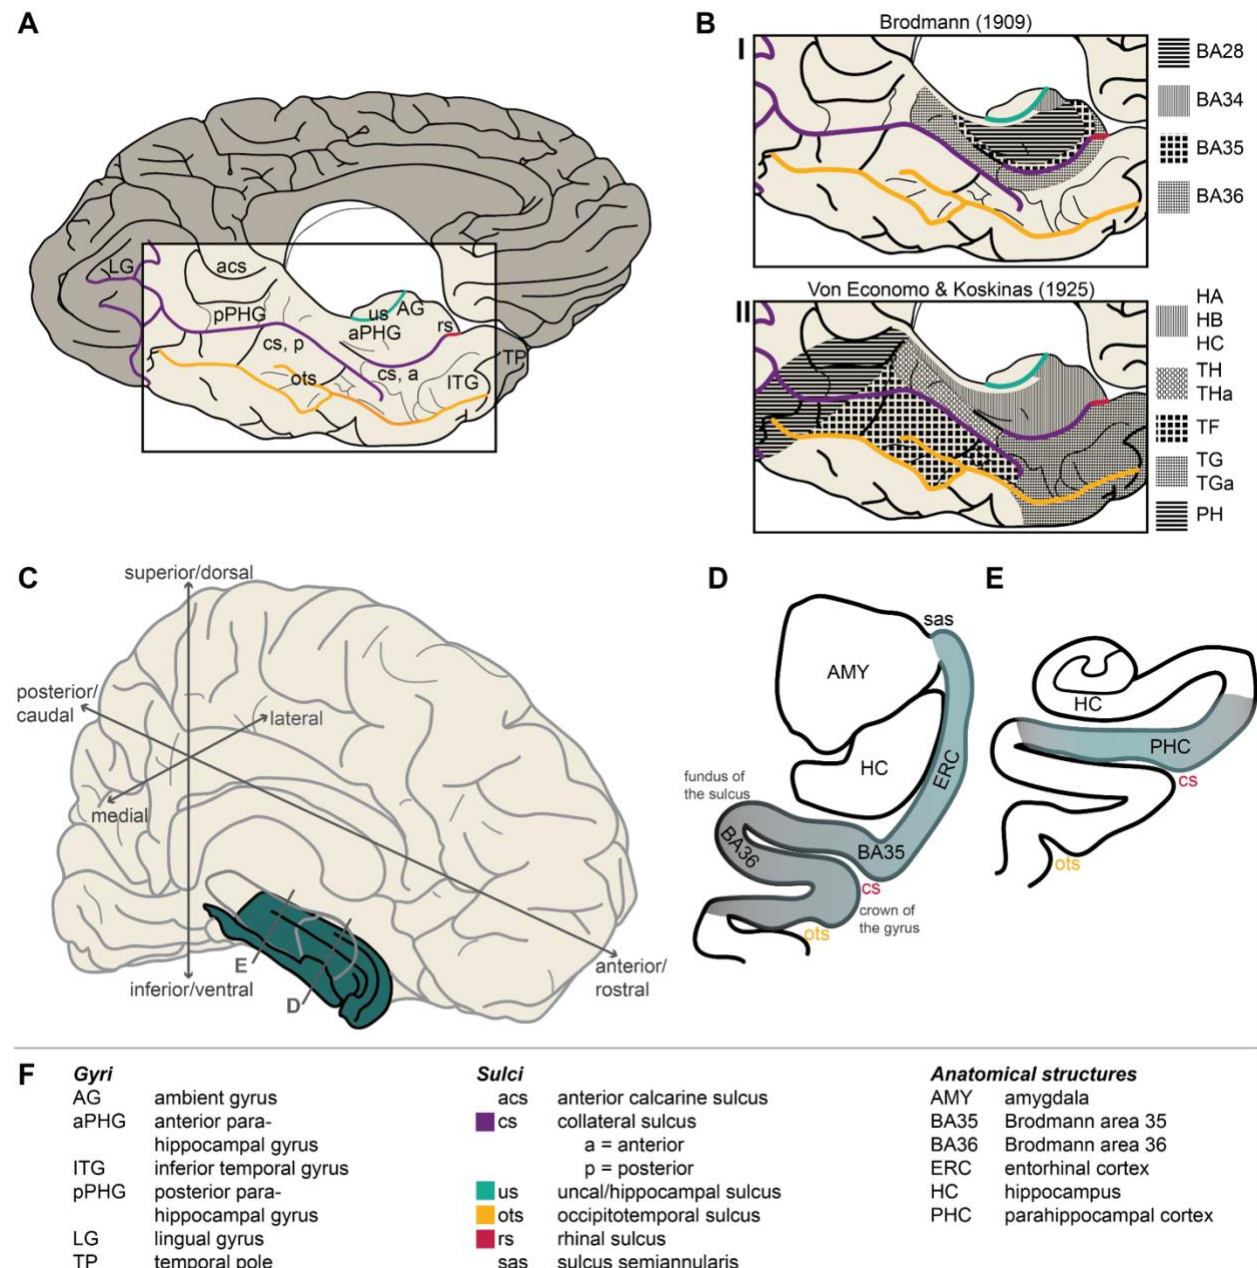 A
LG
acs
pPHG
us AG
aPHG
rs
cs, p
cs, a
TP
ots
ITG
B
Brodmann (1909)
I
BA28
BA34
BA35
BA36
Von Economo & Koskinas (1925)
II
HA
HB
HC
TH
THa
TF
TG
TGa
PH
C
superior/dorsal
posterior/
caudal
lateral
medial
E
D
inferior/ventral
anterior/
rostral
D
sas
AMY
HC
ERC
fundus of
the sulcus
BA36
BA35
cs
crown of
the gyrus
ots
E
HC
PHC
cs
ots
F
Gyri
AG ambient gyrus
aPHG anterior para-
hippocampal gyrus
ITG inferior temporal gyrus
pPHG posterior para-
hippocampal gyrus
LG lingual gyrus
TP temporal pole
Sulci
acs anterior calcarine sulcus
cs collateral sulcus
a = anterior
p = posterior
us uncal/hippocampal sulcus
ots occipitotemporal sulcus
rs rhinal sulcus
sas sulcus semiannularis
Anatomical structures
AMY amygdala
BA35 Brodmann area 35
BA36 Brodmann area 36
ERC entorhinal cortex
HC hippocampus
PHC parahippocampal cortex